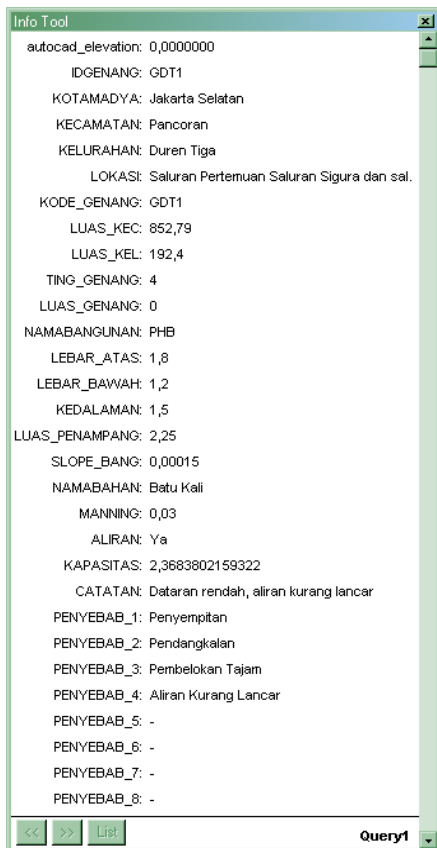 Info Tool
autocad_elevation: 0,0000000
IDGENANG: GDT1
KOTAMADYA: Jakarta Selatan
KECAMATAN: Pancoran
KELURAHAN: Duren Tiga
LOKASI: Saluran Pertemuan Saluran Sigura dan sal.
KODE_GENANG: GDT1
LUAS_KEC: 852,79
LUAS_KEL: 192,4
TING_GENANG: 4
LUAS_GENANG: 0
NAMABANGUNAN: PHB
LEBAR_ATAS: 1,8
LEBAR_BAWAH: 1,2
KEDALAMAN: 1,5
LUAS_PENAMPANG: 2,25
SLOPE_BANG: 0,00015
NAMABAHAN: Batu Kali
MANNING: 0,03
ALIRAN: Ya
KAPASITAS: 2,3683802159322
CATATAN: Dataran rendah, aliran kurang lancar
PENYEBAB_1: Penyempitan
PENYEBAB_2: Pendangkalan
PENYEBAB_3: Pembelokan Tajam
PENYEBAB_4: Aliran Kurang Lancar
PENYEBAB_5: -
PENYEBAB_6: -
PENYEBAB_7: -
PENYEBAB_8: -
<< >> List Query1